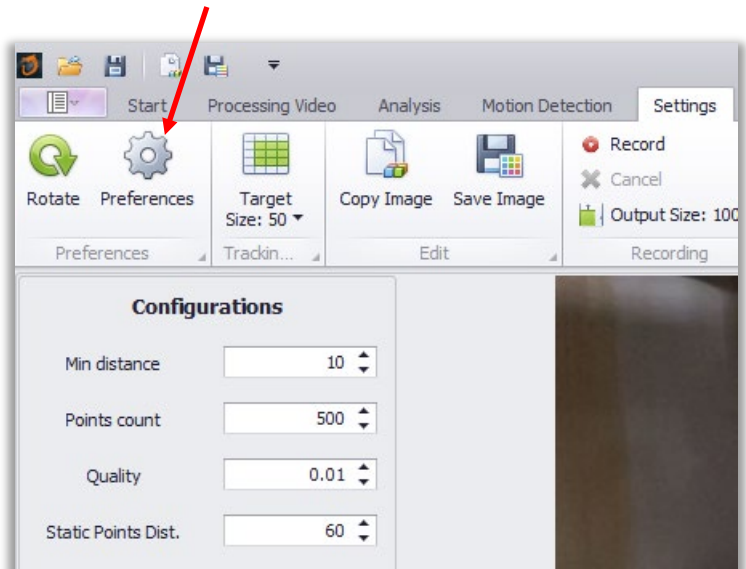 Start Processing Video Analysis Motion Detection Settings
Rotate Preferences Target Size: 50 Copy Image Save Image
Record
Cancel
Output Size: 100
Preferences Trackin... Edit Recording
Configurations
Min distance 10
Points count 500
Quality 0.01
Static Points Dist. 60